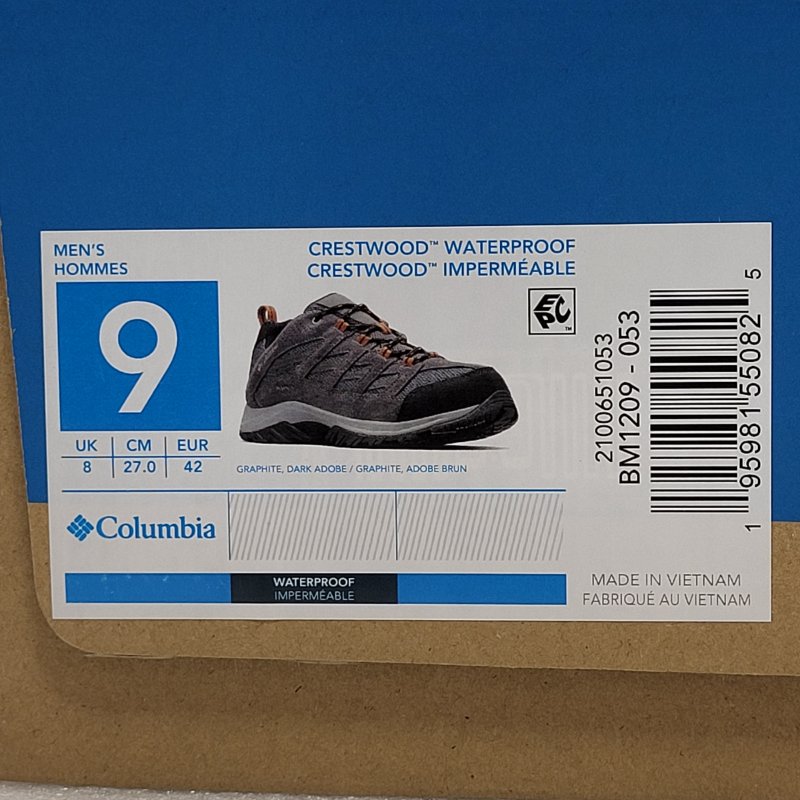 MEN'S
HOMMES
CRESTWOOD™ WATERPROOF
CRESTWOOD™ IMPERMÉABLE
9
EPC™
UK CM EUR
8 27.0 42
GRAPHITE, DARK ADOBE / GRAPHITE, ADOBE BRUN
Columbia
WATERPROOF
IMPERMÉABLE
2100651053
BM1209 - 053
1 95981 55082 5
MADE IN VIETNAM
FABRIQUÉ AU VIETNAM